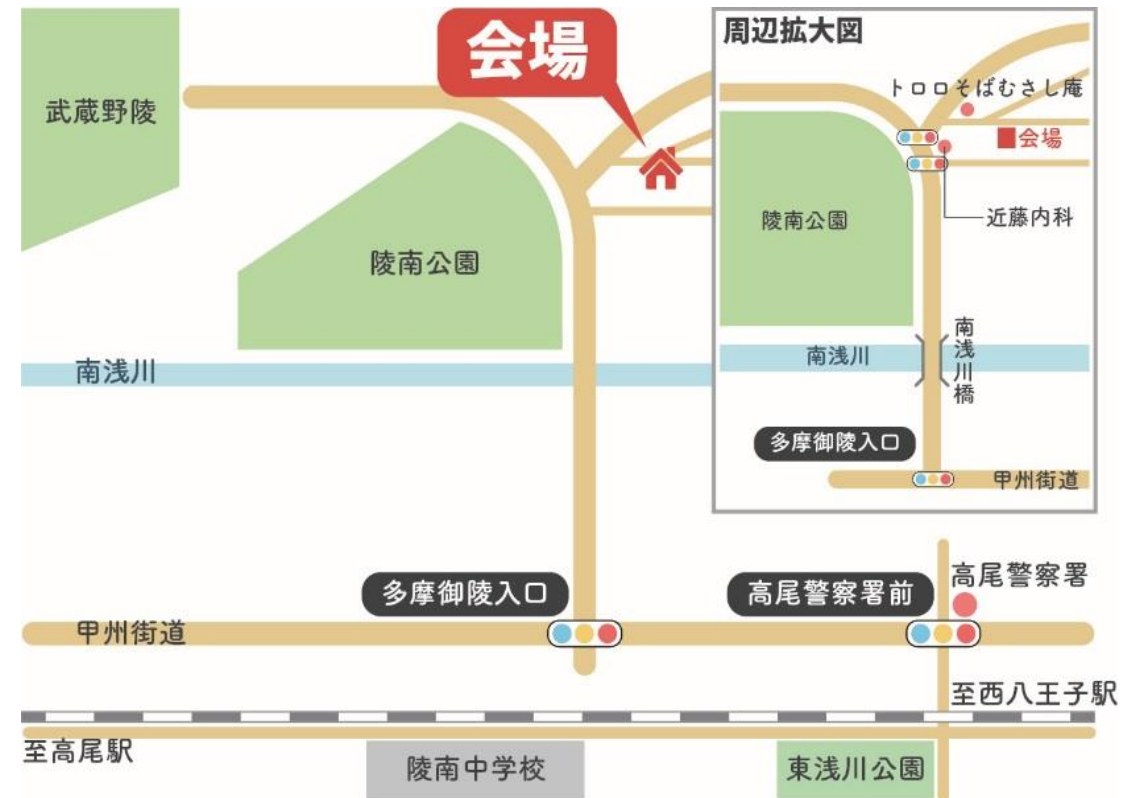 会場
周辺拡大図
トロロそばむさし庵
■会場
武蔵野陵
陵南公園
陵南公園
近藤内科
南浅川
南浅川
南浅川橋
多摩御陵入口
甲州街道
多摩御陵入口
高尾警察署前
高尾警察署
甲州街道
至西八王子駅
至高尾駅
陵南中学校
東浅川公園